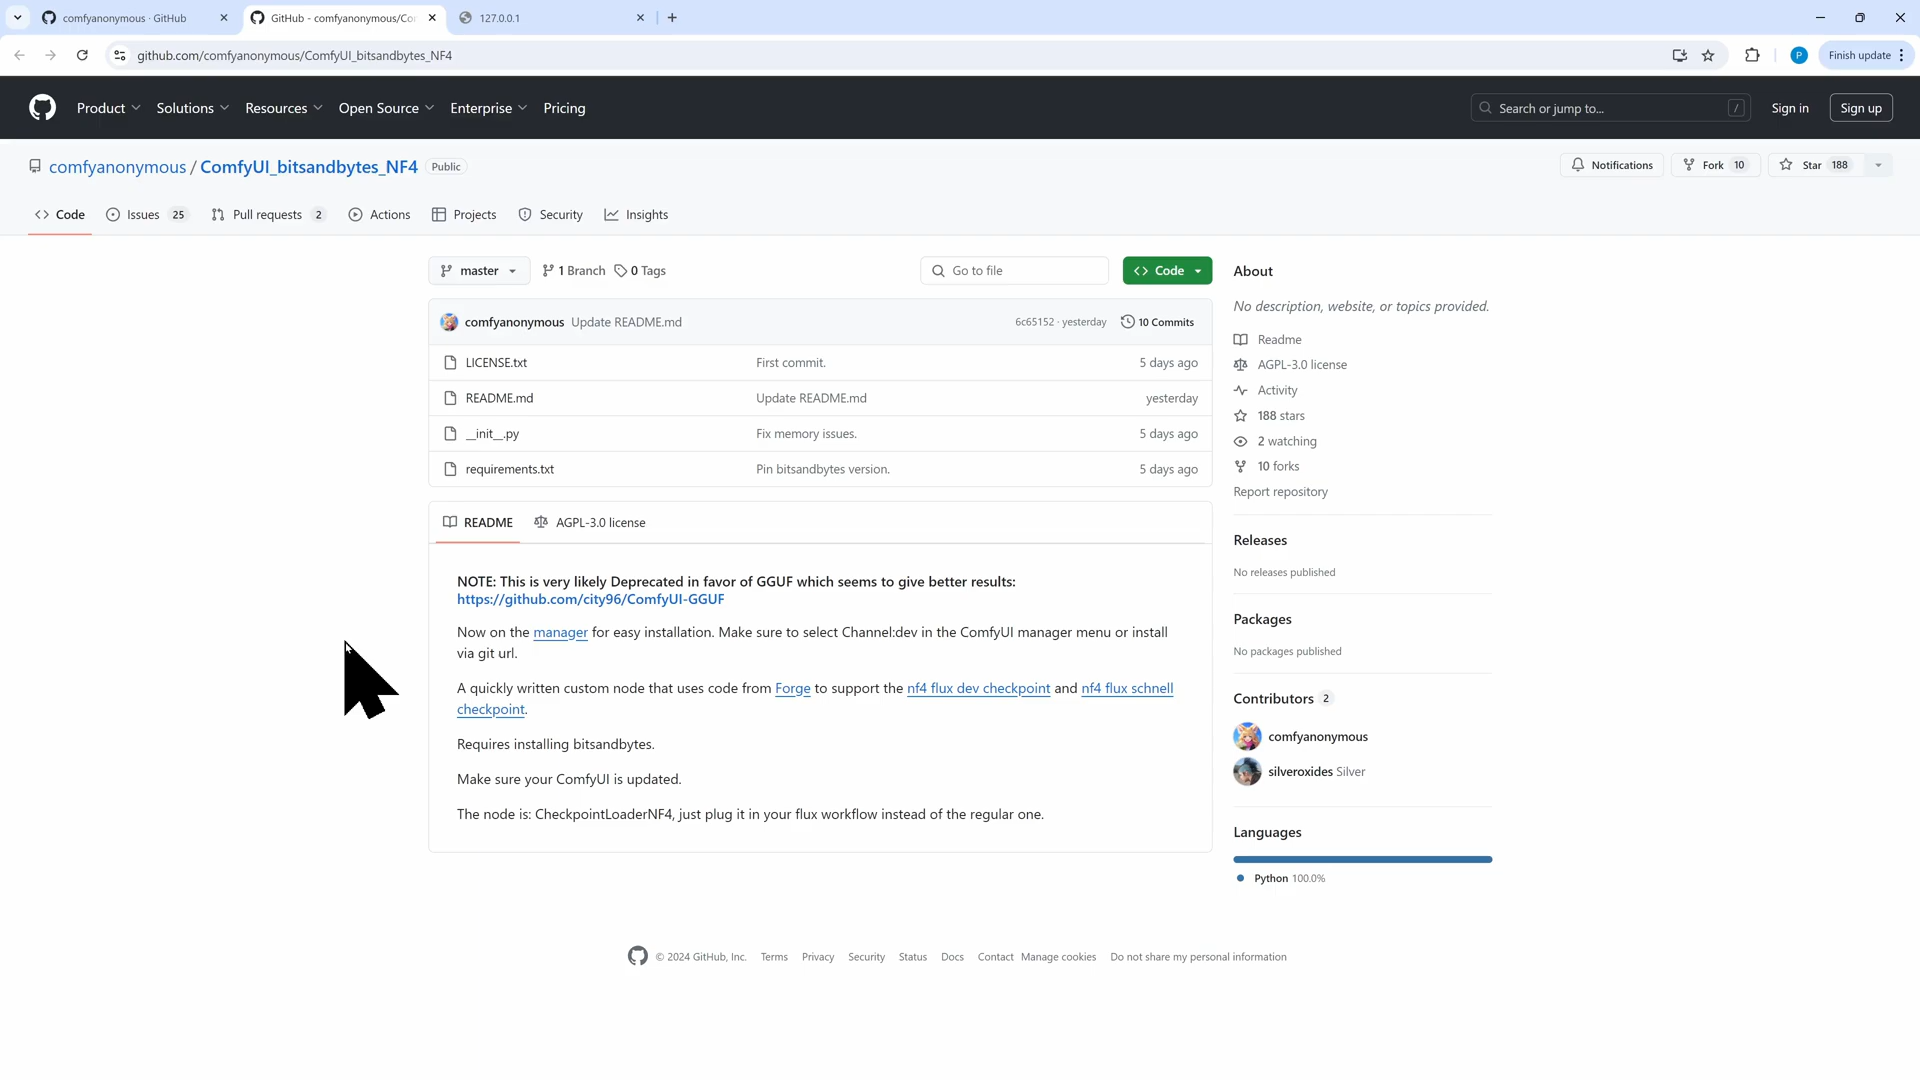 comfyanonymous · GitHub
GitHub - comfyanonymous/Co
127.0.0.1
github.com/comfyanonymous/ComfyUI_bitsandbytes_NF4
P
Finish update
Product
Solutions
Resources
Open Source
Enterprise
Pricing
Search or jump to...
/
Sign in
Sign up
comfyanonymous / ComfyUI_bitsandbytes_NF4 Public
Notifications
Fork 10
Star 188
Code
Issues 25
Pull requests 2
Actions
Projects
Security
Insights
master
1 Branch
0 Tags
Go to file
Code
comfyanonymous Update README.md
6c65152 · yesterday
10 Commits
LICENSE.txt
First commit.
5 days ago
README.md
Update README.md
yesterday
__init__.py
Fix memory issues.
5 days ago
requirements.txt
Pin bitsandbytes version.
5 days ago
README
AGPL-3.0 license
NOTE: This is very likely Deprecated in favor of GGUF which seems to give better results:
https://github.com/city96/ComfyUI-GGUF
Now on the manager for easy installation. Make sure to select Channel:dev in the ComfyUI manager menu or install
via git url.
A quickly written custom node that uses code from Forge to support the nf4 flux dev checkpoint and nf4 flux schnell
checkpoint.
Requires installing bitsandbytes.
Make sure your ComfyUI is updated.
The node is: CheckpointLoaderNF4, just plug it in your flux workflow instead of the regular one.
About
No description, website, or topics provided.
Readme
AGPL-3.0 license
Activity
188 stars
2 watching
10 forks
Report repository
Releases
No releases published
Packages
No packages published
Contributors 2
comfyanonymous
silveroxides Silver
Languages
Python 100.0%
© 2024 GitHub, Inc.
Terms
Privacy
Security
Status
Docs
Contact
Manage cookies
Do not share my personal information